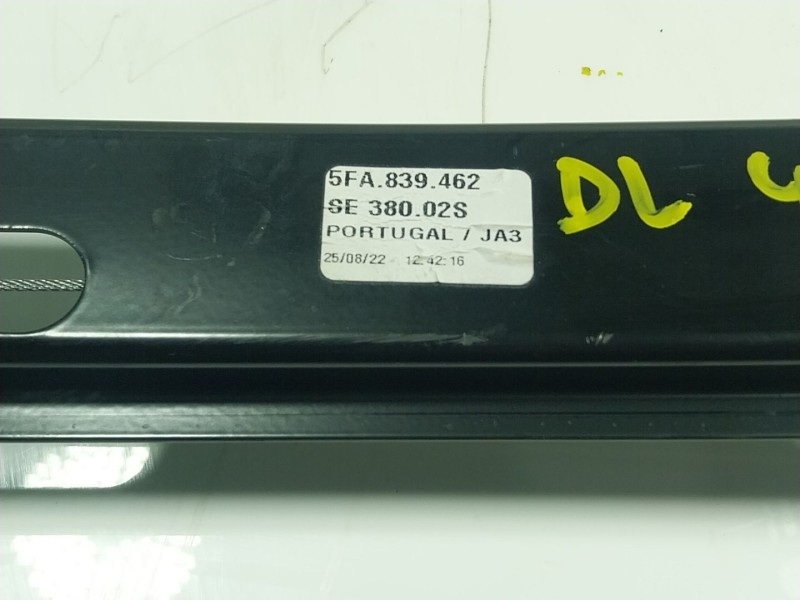 5FA.839.462
SE 380.02S
PORTUGAL / JA3
25/08/22 12:42:16
DL